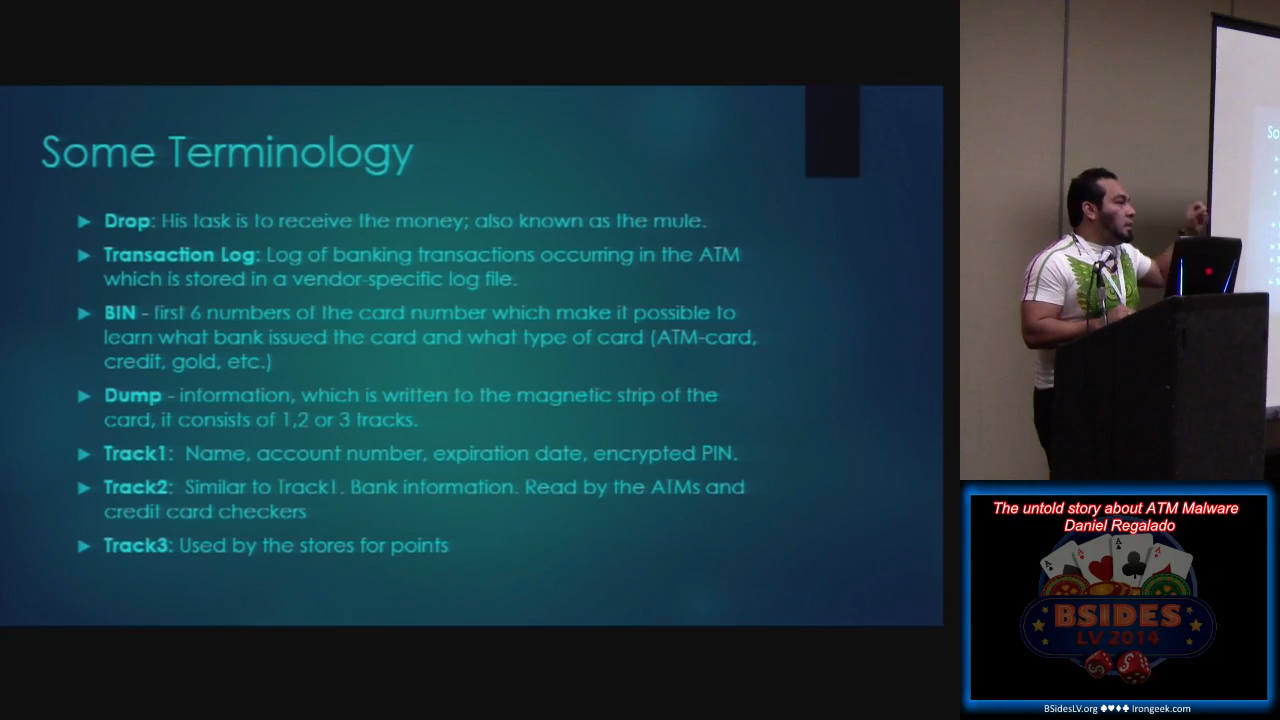 Some Terminology
Drop: His task is to receive the money; also known as the mule.
Transaction Log: Log of banking transactions occurring in the ATM
which is stored in a vendor-specific log file.
BIN - first 6 numbers of the card number which make it possible to
learn what bank issued the card and what type of card (ATM-card,
credit, gold, etc.)
Dump - information, which is written to the magnetic strip of the
card, it consists of 1,2 or 3 tracks.
Track1: Name, account number, expiration date, encrypted PIN.
Track2: Similar to Track1. Bank information. Read by the ATMs and
credit card checkers
Track3: Used by the stores for points
So
The untold story about ATM Malware
Daniel Regalado
BSIDES
LV 2014
BSidesLV.org ♠♥♦♣ Irongeek.com